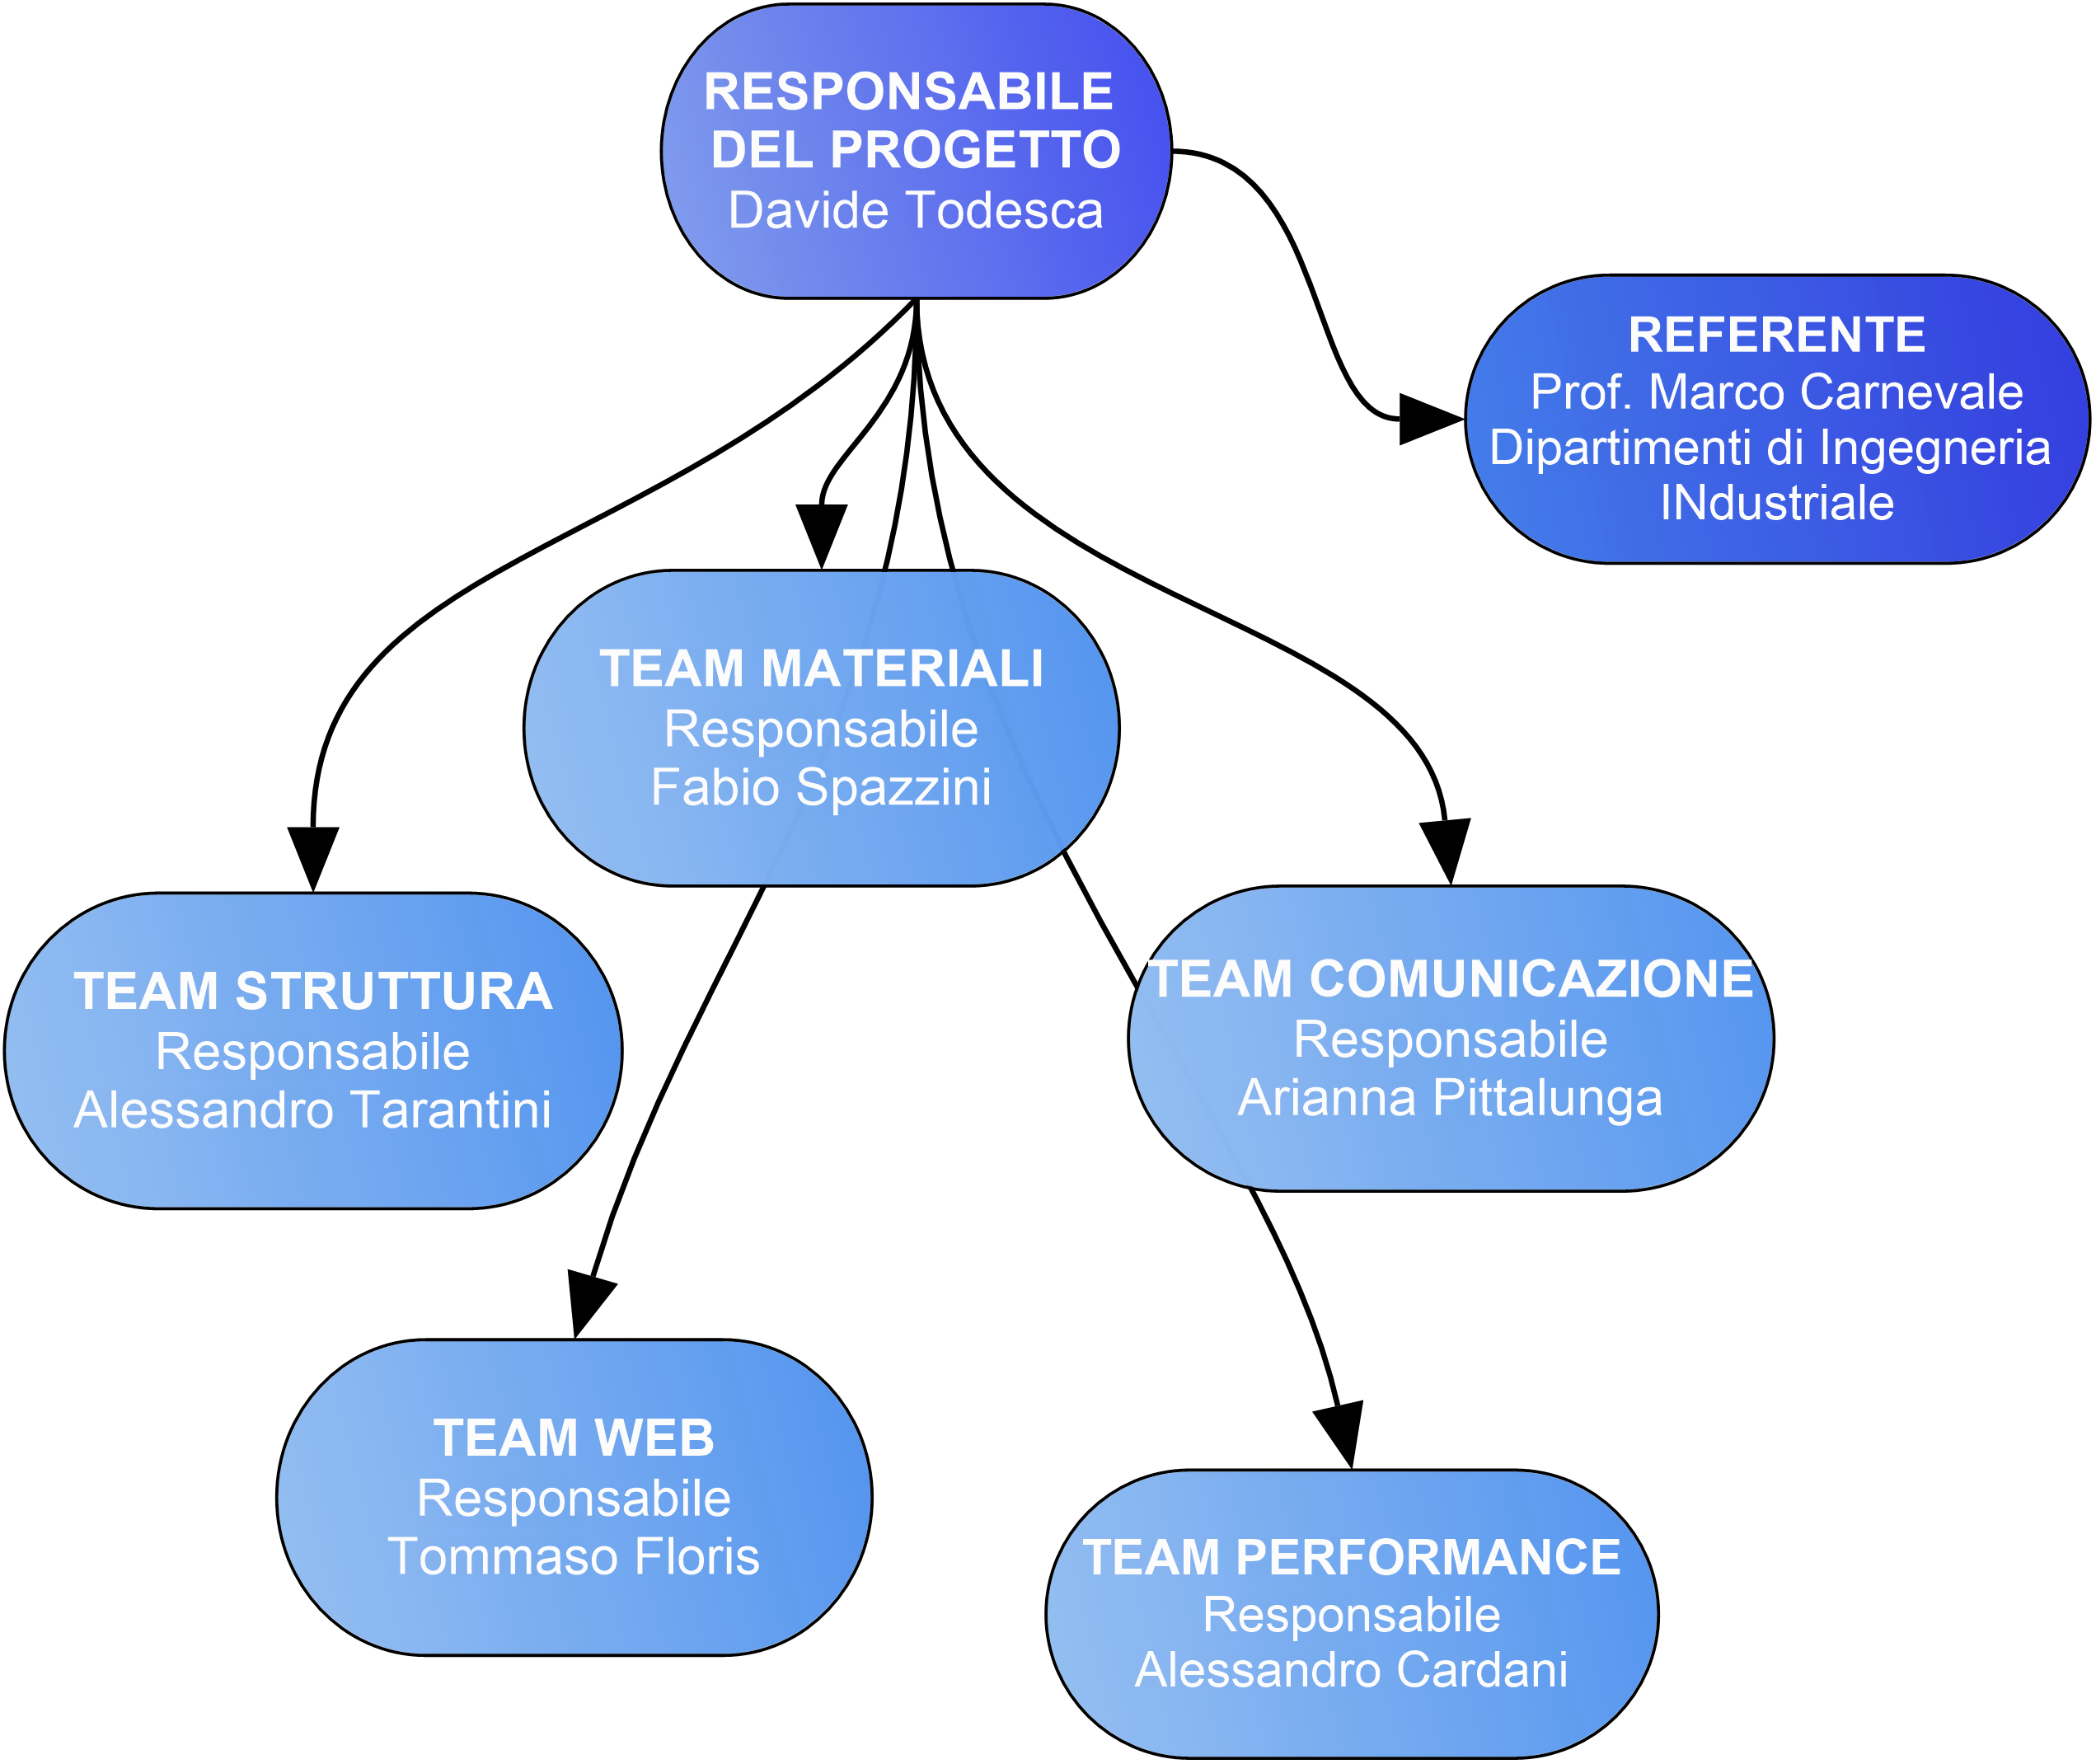 RESPONSABILE
DEL PROGETTO
Davide Todesca
REFERENTE
Prof. Marco Carnevale
Dipartimenti di Ingegneria
INdustriale
TEAM MATERIALI
Responsabile
Fabio Spazzini
TEAM STRUTTURA
Responsabile
Alessandro Tarantini
TEAM COMUNICAZIONE
Responsabile
Arianna Pittalunga
TEAM WEB
Responsabile
Tommaso Floris
TEAM PERFORMANCE
Responsabile
Alessandro Cardani